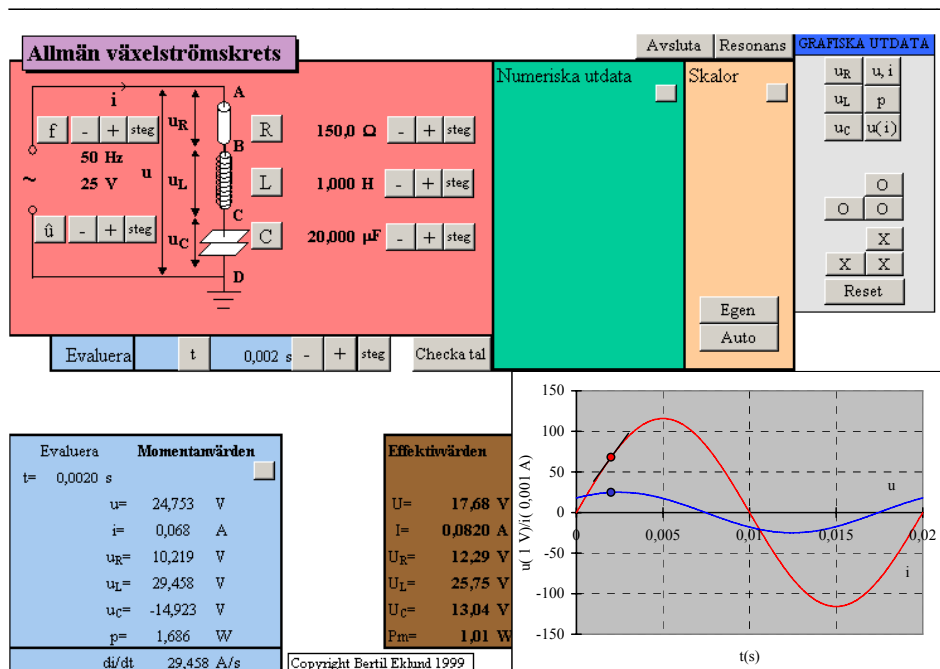 Allmän växelströmskrets
Avsluta
Resonans
GRAFISKA UTDATA
i
A
uR
B
u
uL
C
uC
D
f - + steg
50 Hz
~ 25 V
û - + steg
R 150,0 Ω - + steg
L 1,000 H - + steg
C 20,000 µF - + steg
Numeriska utdata
Skalor
Egen
Auto
uR u, i
uL p
uC u(i)
O
O O
X
X X
Reset
Evaluera t 0,002 s - + steg
Checka tal
Evaluera Momentanvärden
t= 0,0020 s
u= 24,753 V
i= 0,068 A
uR= 10,219 V
uL= 29,458 V
uC= -14,923 V
p= 1,686 W
di/dt 29,458 A/s
Effektivvärden
U= 17,68 V
I= 0,0820 A
UR= 12,29 V
UL= 25,75 V
UC= 13,04 V
Pm= 1,01 W
Copyright Bertil Eklund 1999
u( 1 V)/i( 0,001 A)
150
100
50
0
-50
-100
-150
0 0,005 0,01 0,015 0,02
u
i
t(s)